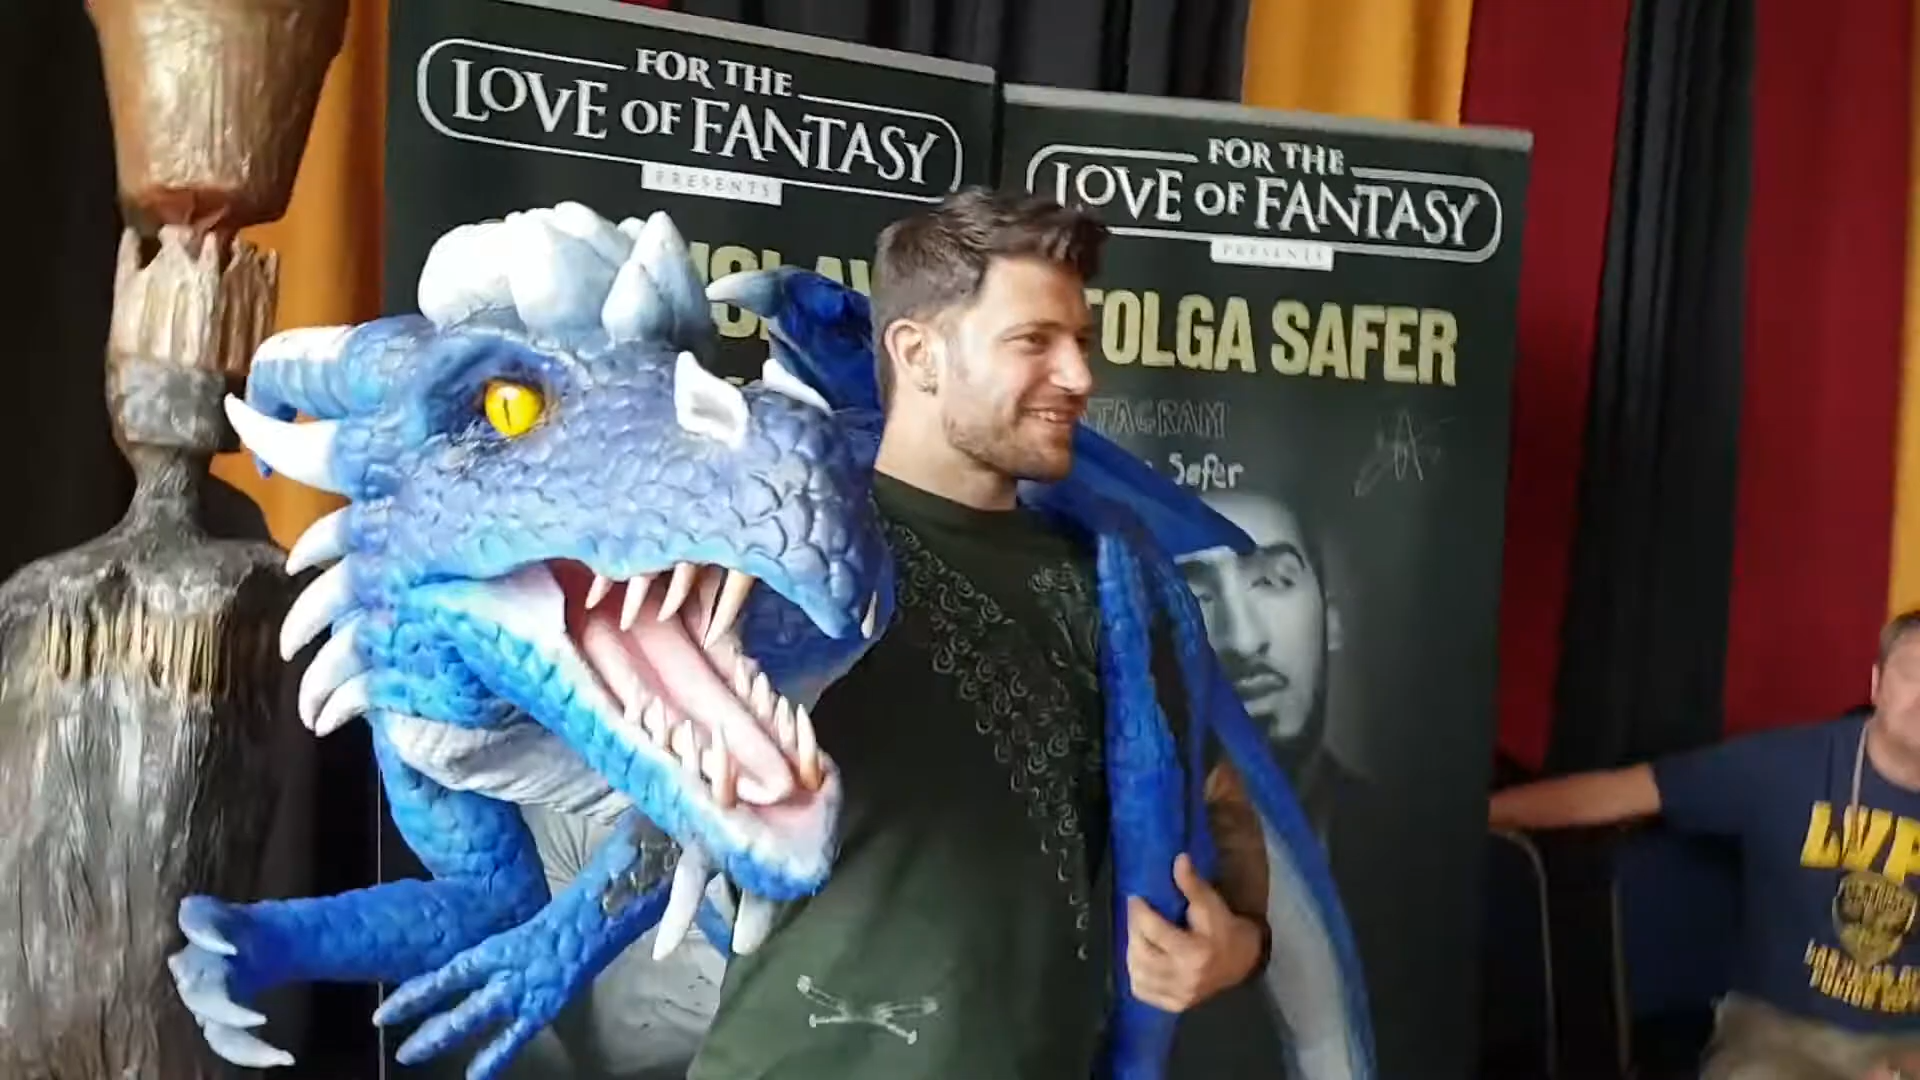 FOR THE
LOVE OF FANTASY
PRESENTS
FOR THE
LOVE OF FANTASY
PRESENTS
TOLGA SAFER
Safer